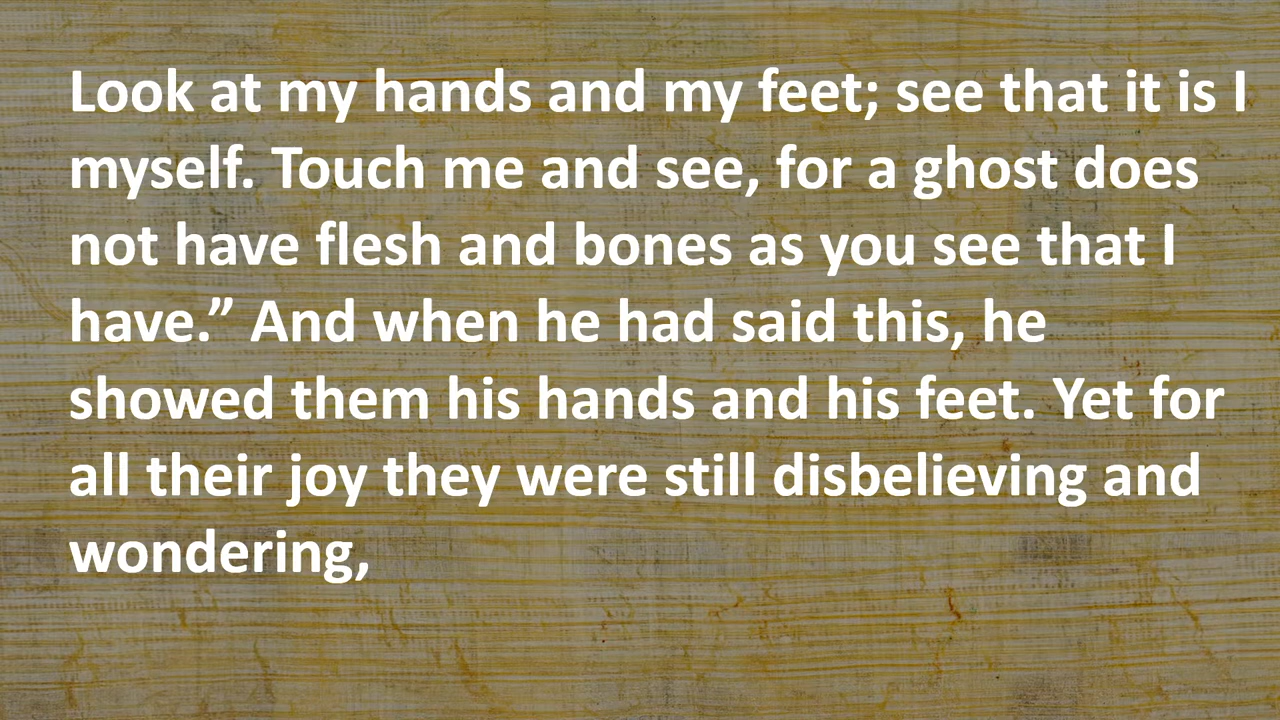 Look at my hands and my feet; see that it is I
myself. Touch me and see, for a ghost does
not have flesh and bones as you see that I
have.” And when he had said this, he
showed them his hands and his feet. Yet for
all their joy they were still disbelieving and
wondering,